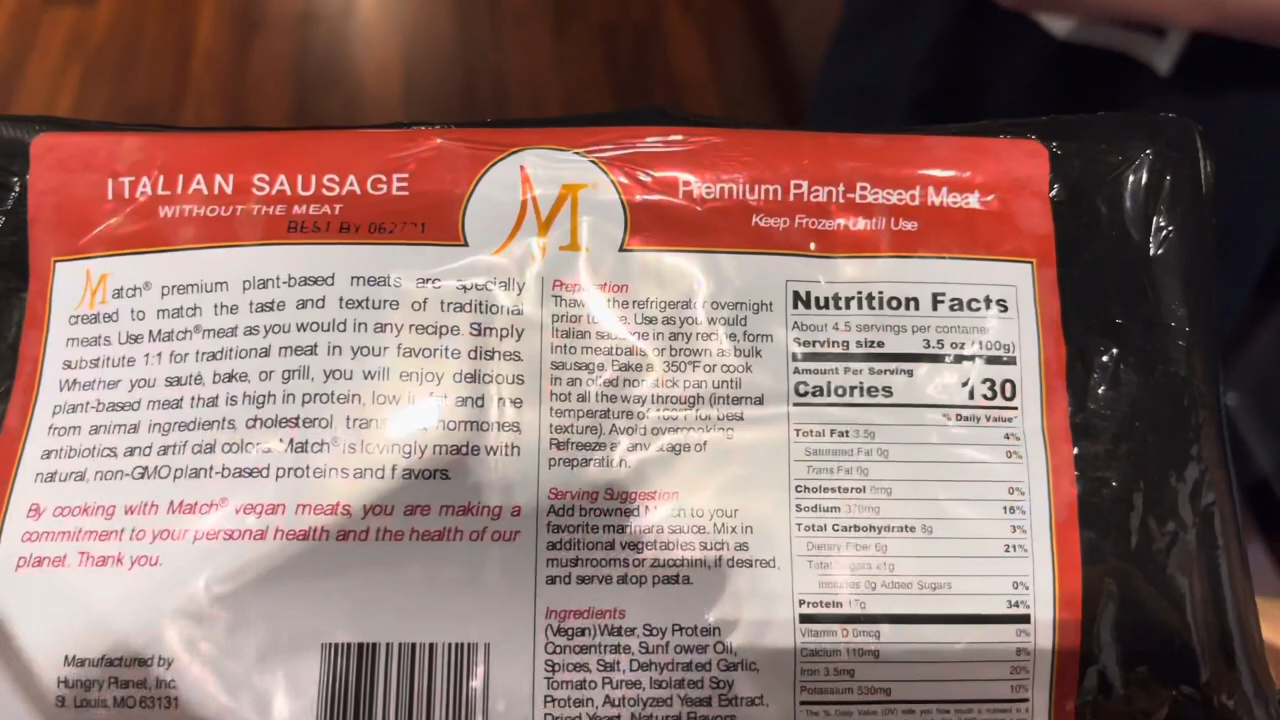 ITALIAN SAUSAGE
WITHOUT THE MEAT
BEST BY
M
Premium Plant-Based Meat
Keep Frozen Until Use
Match® premium plant-based meats are specially
created to match the taste and texture of traditional
meats. Use Match® meat as you would in any recipe. Simply
substitute 1:1 for traditional meat in your favorite dishes.
Whether you sauté, bake, or grill, you will enjoy delicious
plant-based meat that is high in protein, low in fat and free
from animal ingredients, cholesterol, trans hormones,
antibiotics, and artificial colors. Match® is lovingly made with
natural, non-GMO plant-based proteins and flavors.
By cooking with Match® vegan meats, you are making a
commitment to your personal health and the health of our
planet. Thank you.
Manufactured by
Hungry Planet, Inc
St. Louis, MO 63131
Preparation
Thaw the refrigerator overnight
prior to Use as you would
Italian sausage in any recipe, form
into meatballs, or brown as bulk
sausage. Bake at 350°F or cook
in an oiled nonstick pan until
hot all the way through (internal
temperature of for best
texture). Avoid overcooking
Refreeze at any stage of
preparation.
Serving Suggestion
Add browned Match to your
favorite marinara sauce. Mix in
additional vegetables such as
mushrooms or zucchini, if desired,
and serve atop pasta.
Ingredients
(Vegan) Water, Soy Protein
Concentrate, Sunflower Oil,
Spices, Salt, Dehydrated Garlic,
Tomato Puree, Isolated Soy
Protein, Autolyzed Yeast Extract,
Dried Yeast, Natural Flavors
Nutrition Facts
About 4.5 servings per container
Serving size 3.5 oz (100g)
Amount Per Serving
Calories 130
% Daily Value*
Total Fat 3.5g 4%
Saturated Fat 0g 0%
Trans Fat 0g
Cholesterol 0mg 0%
Sodium 370mg 16%
Total Carbohydrate 8g 3%
Dietary Fiber 6g 21%
Total Sugars <1g
Includes 0g Added Sugars 0%
Protein 17g 34%
Vitamin D 0mcg 0%
Calcium 110mg 8%
Iron 3.5mg 20%
Potassium 530mg 10%
*The % Daily Value (DV) tells you how much a nutrient in a